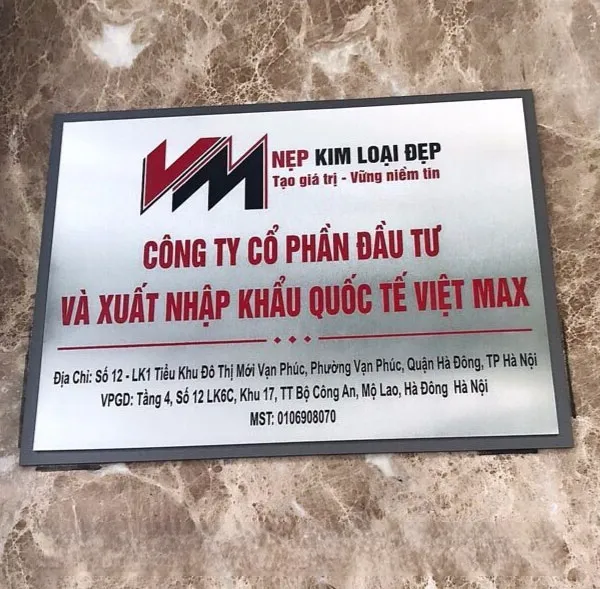 VM
NẸP KIM LOẠI ĐẸP
Tạo giá trị - Vững niềm tin
CÔNG TY CỔ PHẦN ĐẦU TƯ
VÀ XUẤT NHẬP KHẨU QUỐC TẾ VIỆT MAX
Địa Chỉ: Số 12 - LK1 Tiểu Khu Đô Thị Mới Vạn Phúc, Phường Vạn Phúc, Quận Hà Đông, TP Hà Nội
VPGD: Tầng 4, Số 12 LK6C, Khu 17, TT Bộ Công An, Mộ Lao, Hà Đông Hà Nội
MST: 0106908070